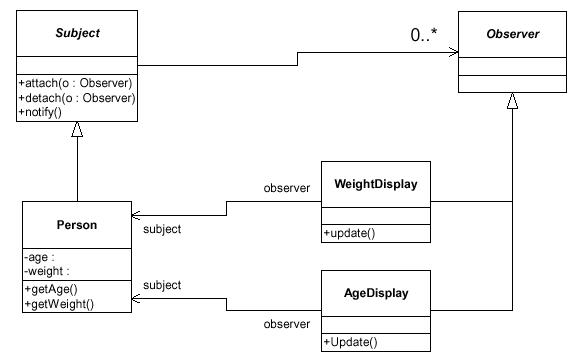 Subject
+attach(o : Observer)
+detach(o : Observer)
+notify()
0..*
Observer
WeightDisplay
+update()
observer
subject
Person
-age :
-weight :
+getAge()
+getWeight()
subject
observer
AgeDisplay
+Update()